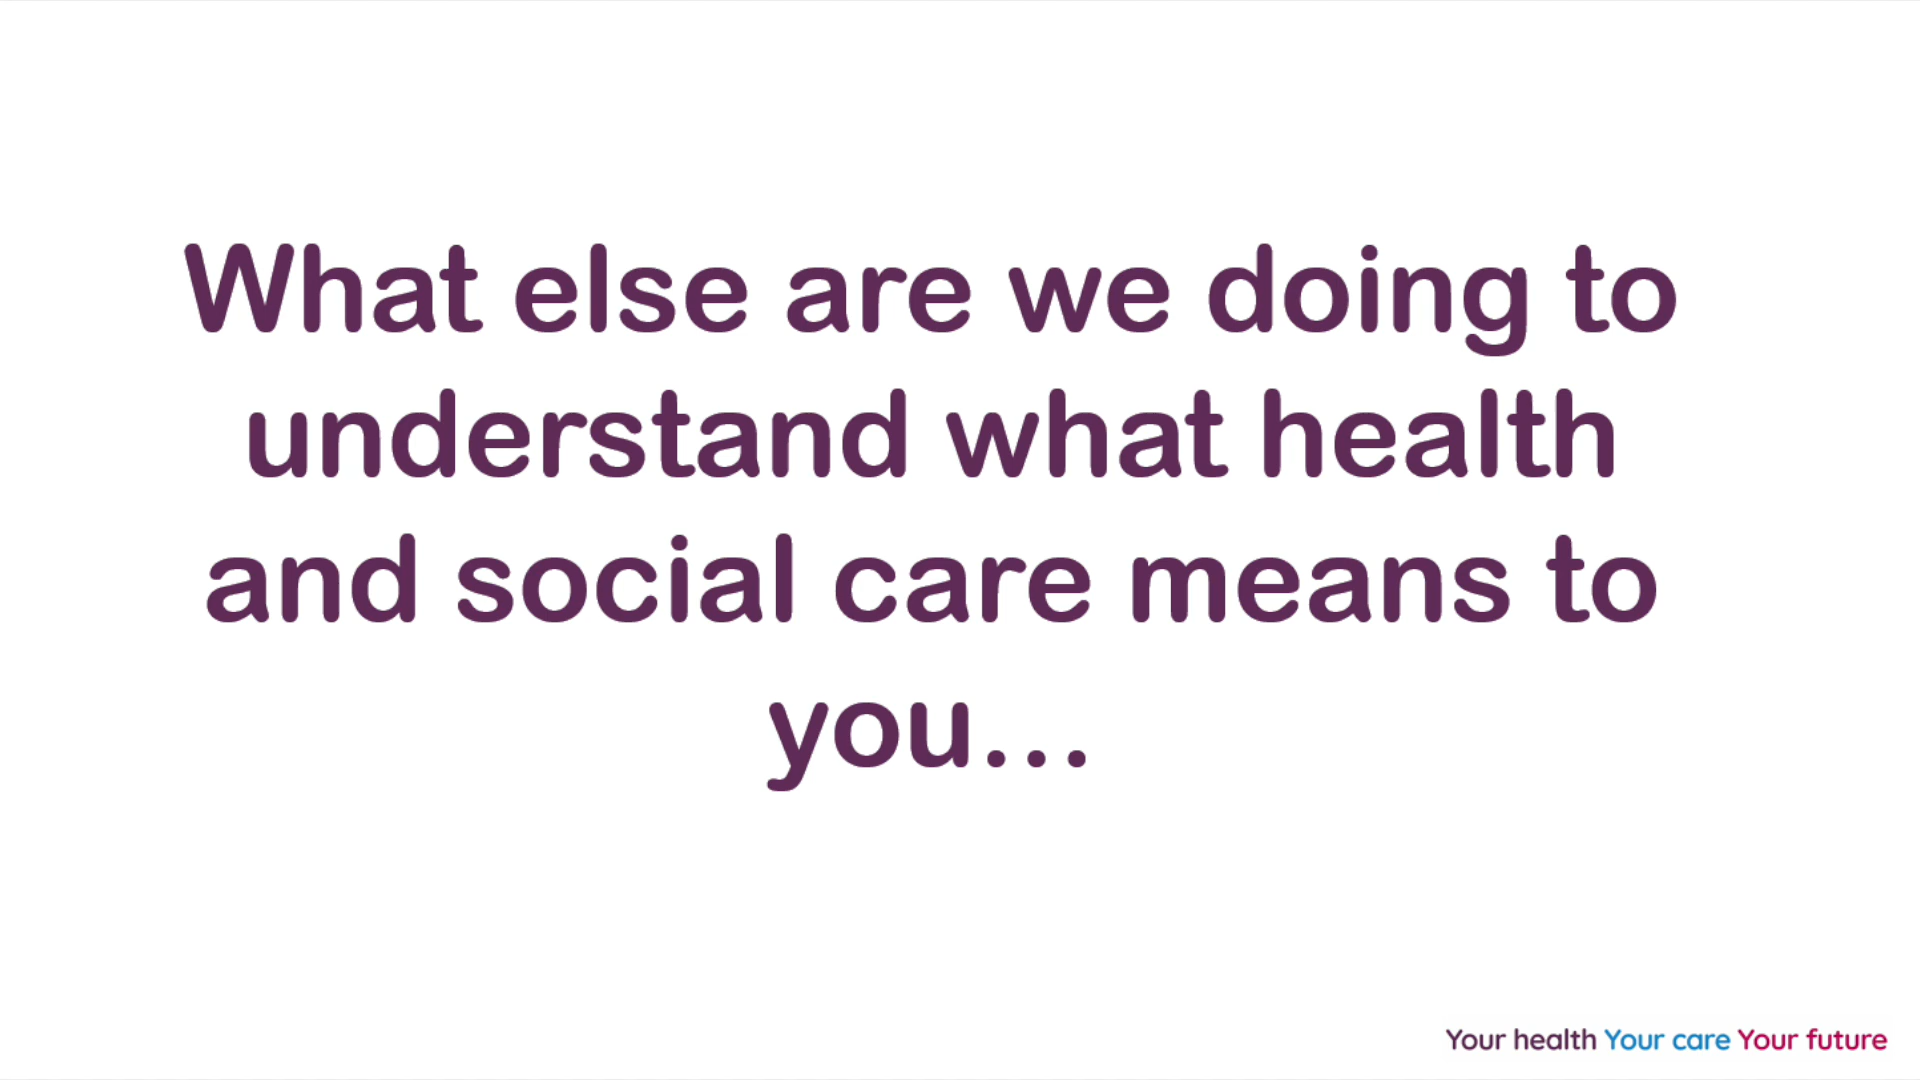 What else are we doing to
understand what health
and social care means to
you...
Your health Your care Your future